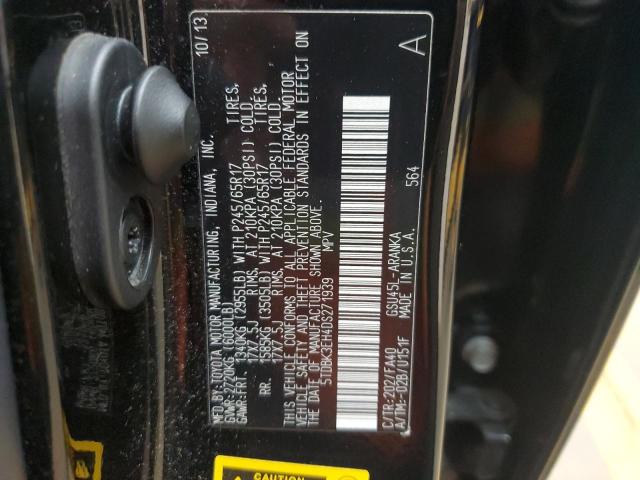 MFD.BY:TOYOTA MOTOR MANUFACTURING, INDIANA, INC. 10/13
GVWR:2720KG(6000LB)
GAWR:FRT. 1340KG(2955LB) WITH P245/65R17 TIRES,
17X7.5J RIMS, AT 210KPA (30PSI) COLD.
RR. 1585KG(3505LB) WITH P245/65R17 TIRES,
17X7.5J RIMS, AT 210KPA (30PSI) COLD.
THIS VEHICLE CONFORMS TO ALL APPLICABLE FEDERAL MOTOR
VEHICLE SAFETY AND THEFT PREVENTION STANDARDS IN EFFECT ON
THE DATE OF MANUFACTURE SHOWN ABOVE.
5TDBK3EH4DS271939 MPV
A
C/TR:202/FA40 GSU45L-ARANKA 564
A/TM:-02B/U151F MADE IN U.S.A.
CAUTION